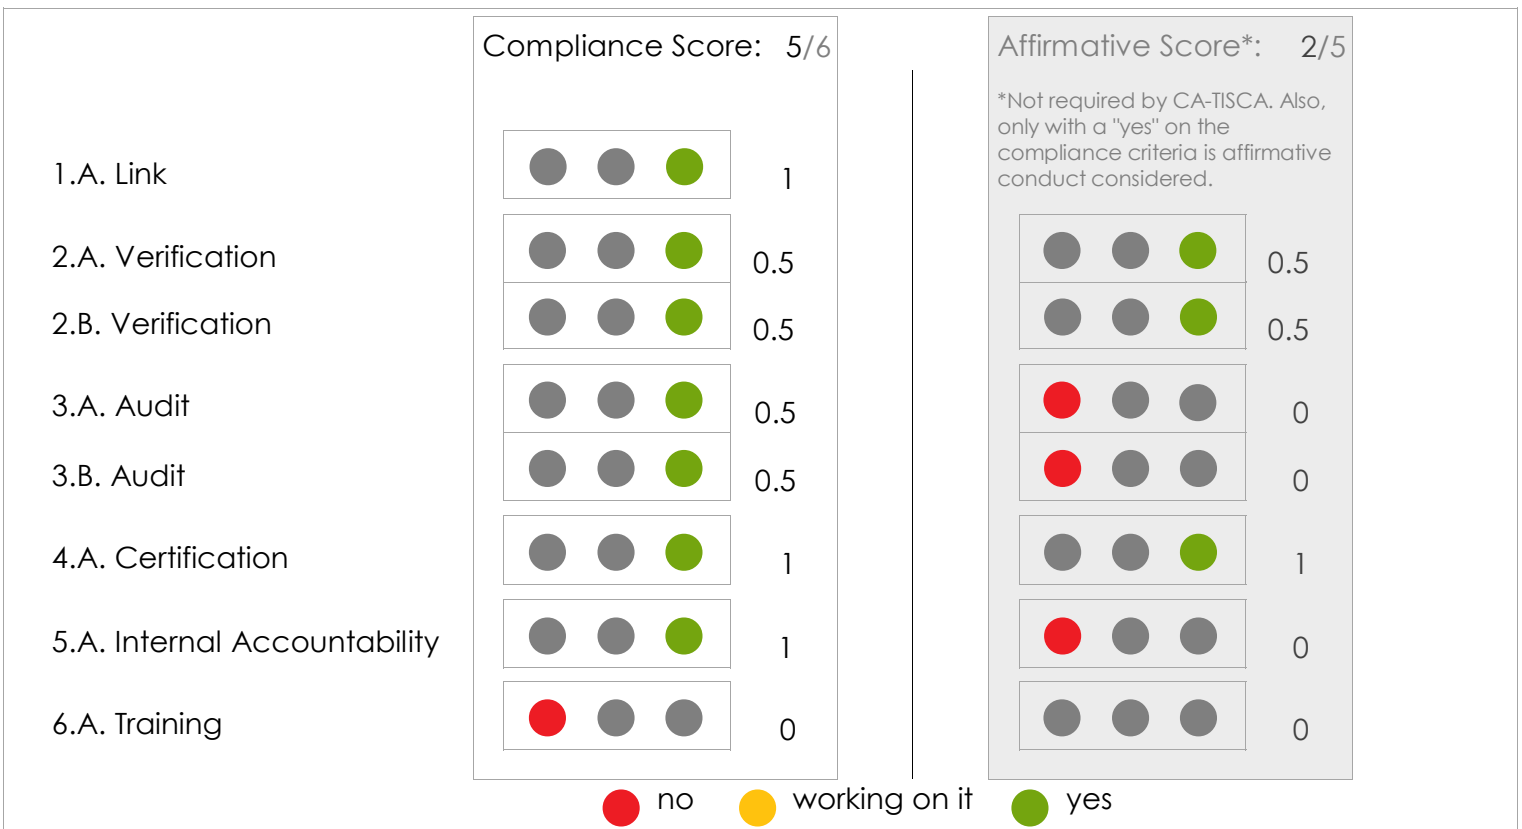 Compliance Score: 5/6
Affirmative Score*: 2/5
*Not required by CA-TISCA. Also,
only with a "yes" on the
compliance criteria is affirmative
conduct considered.
1.A. Link 1
2.A. Verification 0.5 0.5
2.B. Verification 0.5 0.5
3.A. Audit 0.5 0
3.B. Audit 0.5 0
4.A. Certification 1 1
5.A. Internal Accountability 1 0
6.A. Training 0 0
no working on it yes